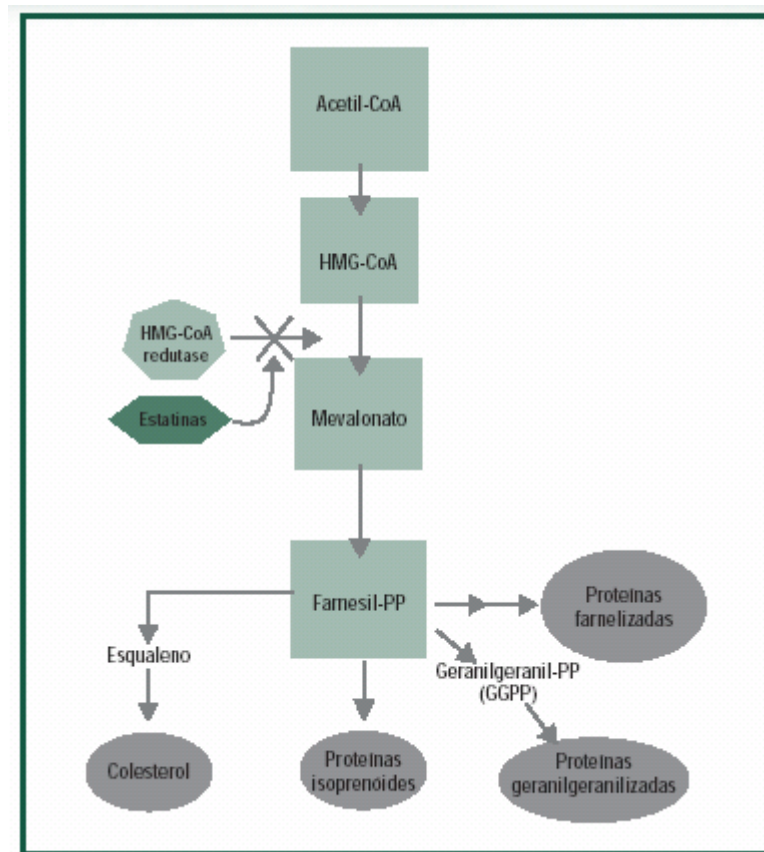 Acetil-CoA
HMG-CoA
HMG-CoA
redutase
Estatinas
Mevalonato
Farnesil-PP
Proteínas
farnelizadas
Esqualeno
Geranilgeranil-PP
(GGPP)
Colesterol
Proteínas
isoprenóides
Proteínas
geranilgeranilizadas